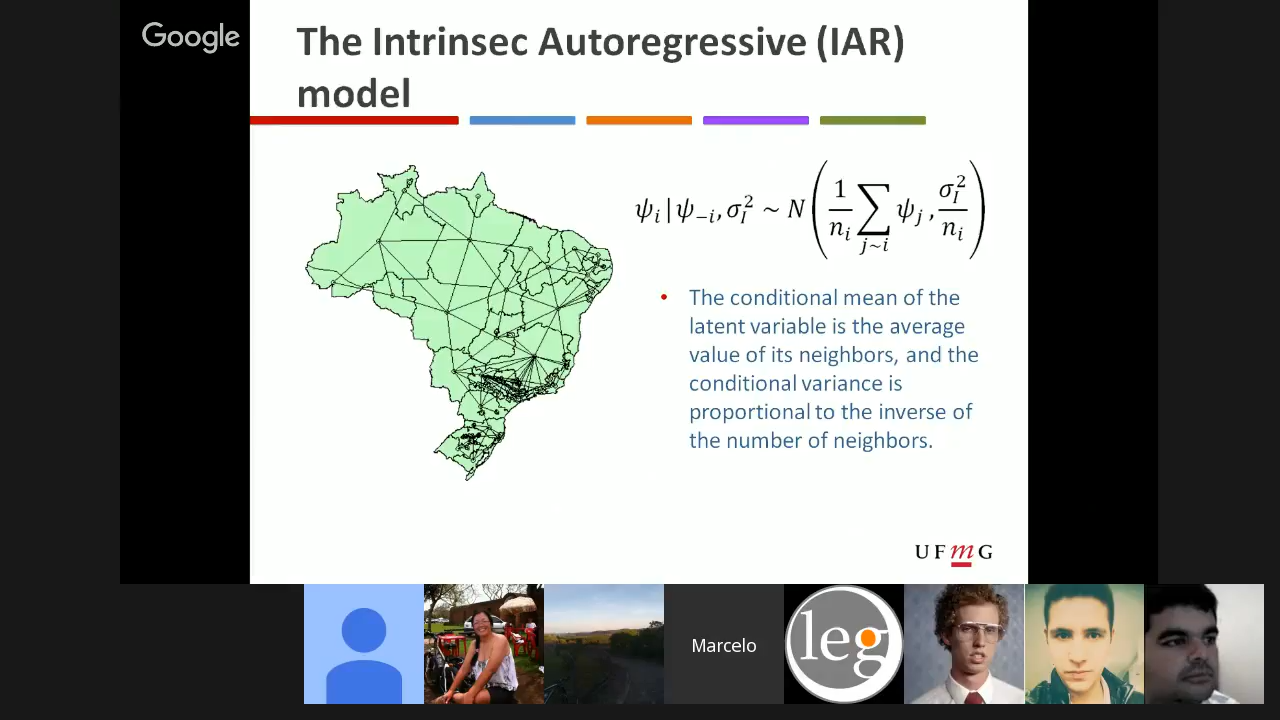 Google
The Intrinsec Autoregressive (IAR)
model
ψ_i | ψ_{-i}, σ_I^2 ~ N ( 1/n_i ∑_{j~i} ψ_j , σ_I^2/n_i )
• The conditional mean of the
latent variable is the average
value of its neighbors, and the
conditional variance is
proportional to the inverse of
the number of neighbors.
UFmG
Marcelo
leg